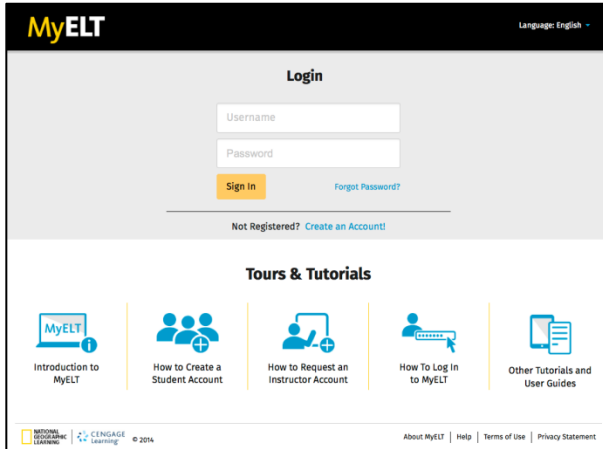 MyELT
Language: English
Login
Username
Password
Sign In
Forgot Password?
Not Registered? Create an Account!
Tours & Tutorials
MyELT
Introduction to
MyELT
How to Create a
Student Account
How to Request an
Instructor Account
How To Log In
to MyELT
Other Tutorials and
User Guides
NATIONAL
GEOGRAPHIC
LEARNING
CENGAGE
Learning
© 2014
About MyELT | Help | Terms of Use | Privacy Statement